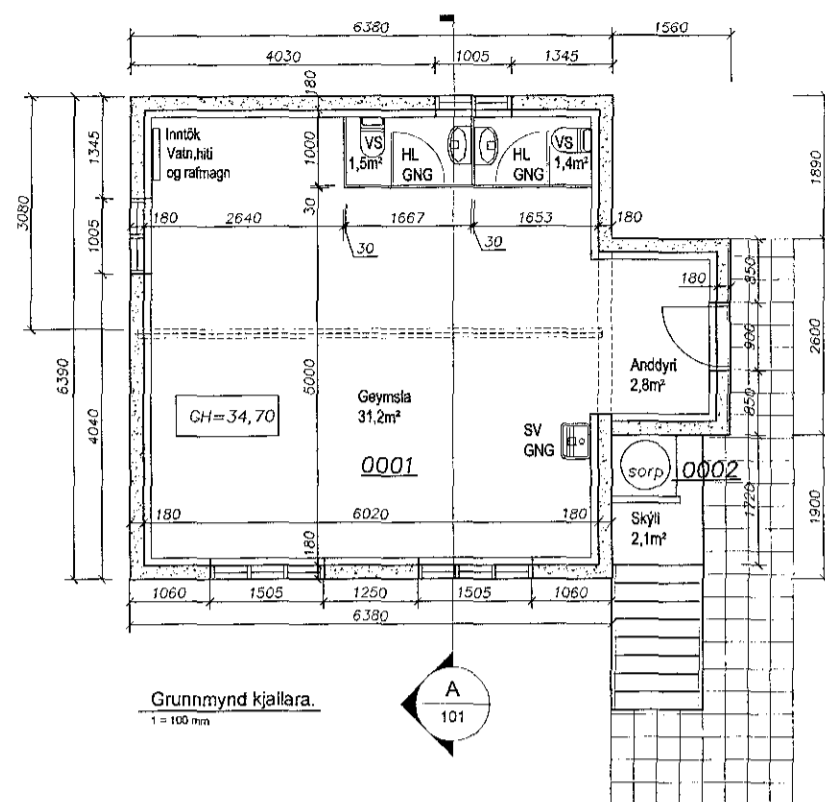 6380
1560
4030
1005
1345
180
Inntök
Vatn,hiti
og rafmagn
1345
1000
VS
1,5m²
HL
GNG
HL
GNG
VS
1,4m²
1890
3080
1005
180
2640
30
1667
1653
180
30
30
180
850
6390
4040
5000
900
2600
Anddyri
2,8m²
850
Geymsla
31,2m²
GH=34,70
0001
SV
GNG
sorp
0002
180
6020
180
180
Skýli
2,1m²
1720
1900
1060
1505
1250
1505
1060
6380
Grunnmynd kjallara.
1 = 100 mm
A
101